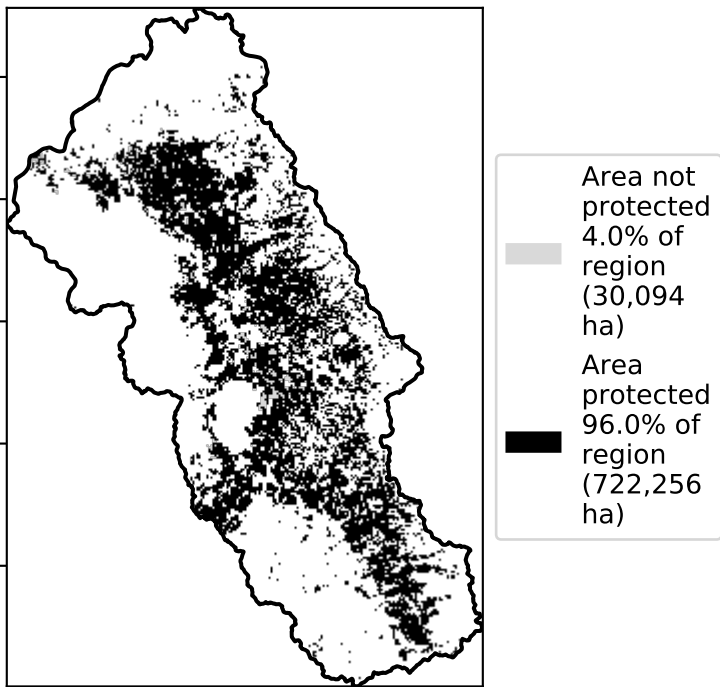 Area not
protected
4.0% of
region
(30,094
ha)
Area
protected
96.0% of
region
(722,256
ha)